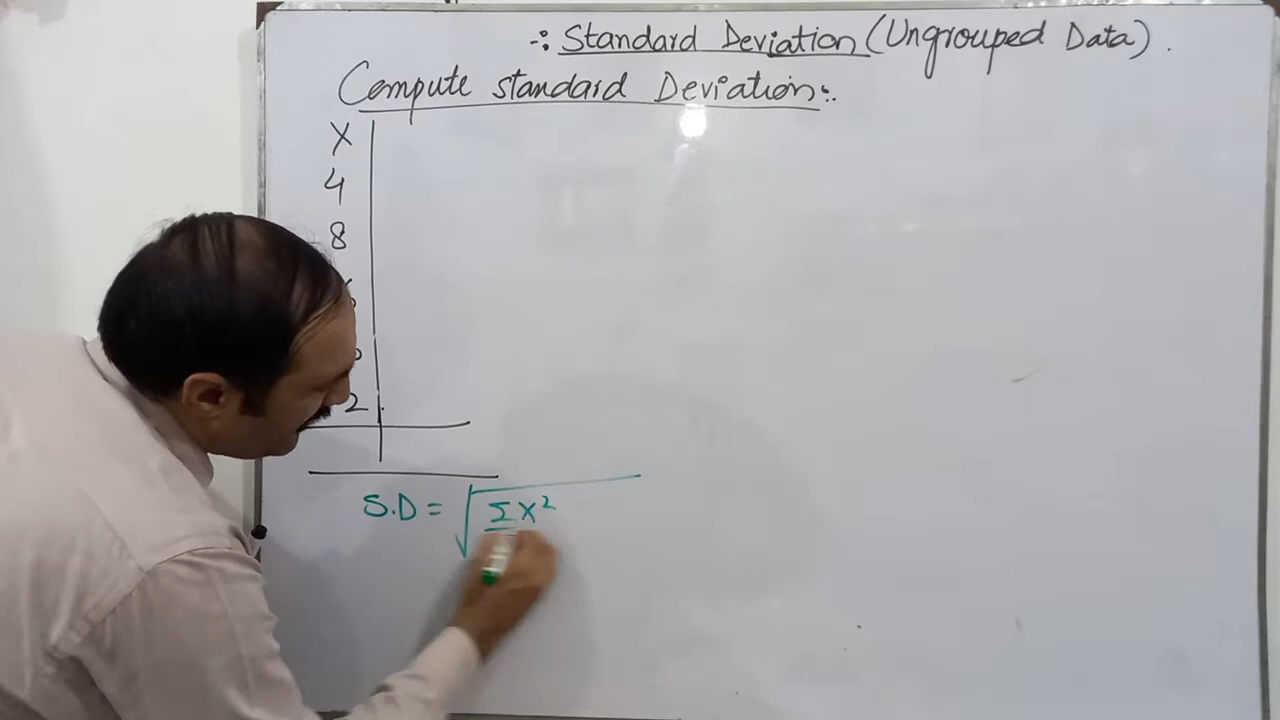 -: Standard Deviation (Ungrouped Data).
Compute standard Deviation:.
X
4
8
2
S.D = √ΣX²